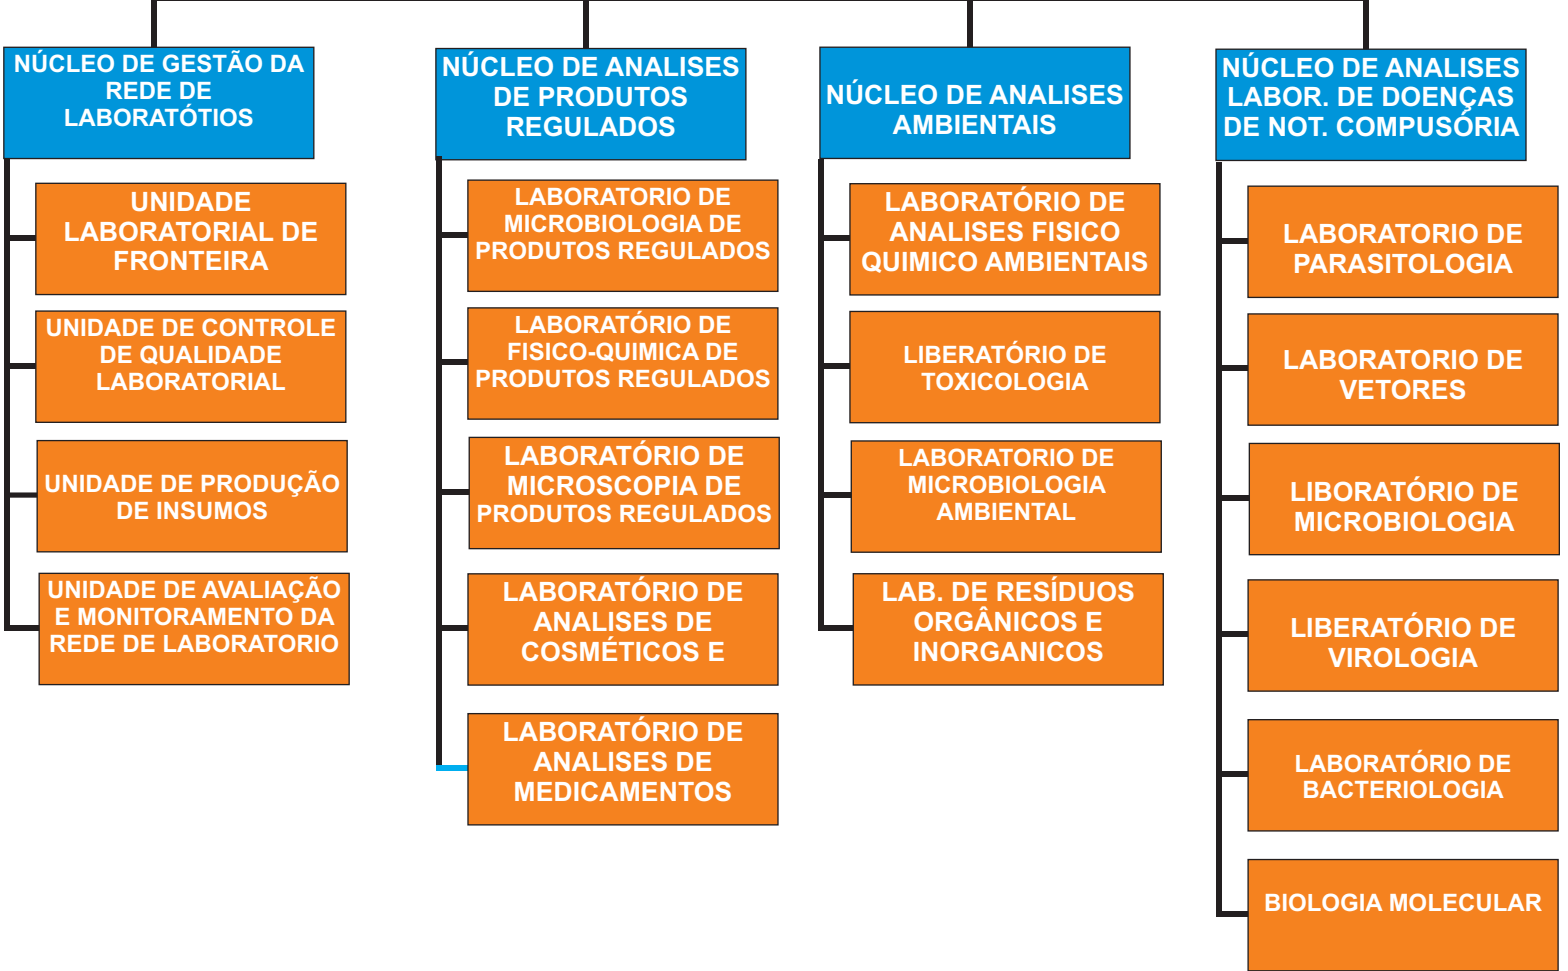 NÚCLEO DE GESTÃO DA
REDE DE
LABORATÓTIOS
UNIDADE
LABORATORIAL DE
FRONTEIRA
UNIDADE DE CONTROLE
DE QUALIDADE
LABORATORIAL
UNIDADE DE PRODUÇÃO
DE INSUMOS
UNIDADE DE AVALIAÇÃO
E MONITORAMENTO DA
REDE DE LABORATORIO
NÚCLEO DE ANALISES
DE PRODUTOS
REGULADOS
LABORATORIO DE
MICROBIOLOGIA DE
PRODUTOS REGULADOS
LABORATÓRIO DE
FISICO-QUIMICA DE
PRODUTOS REGULADOS
LABORATÓRIO DE
MICROSCOPIA DE
PRODUTOS REGULADOS
LABORATÓRIO DE
ANALISES DE
COSMÉTICOS E
LABORATÓRIO DE
ANALISES DE
MEDICAMENTOS
NÚCLEO DE ANALISES
AMBIENTAIS
LABORATÓRIO DE
ANALISES FISICO
QUIMICO AMBIENTAIS
LIBERATÓRIO DE
TOXICOLOGIA
LABORATORIO DE
MICROBIOLOGIA
AMBIENTAL
LAB. DE RESÍDUOS
ORGÂNICOS E
INORGANICOS
NÚCLEO DE ANALISES
LABOR. DE DOENÇAS
DE NOT. COMPUSÓRIA
LABORATORIO DE
PARASITOLOGIA
LABORATORIO DE
VETORES
LIBORATÓRIO DE
MICROBIOLOGIA
LIBERATÓRIO DE
VIROLOGIA
LABORATÓRIO DE
BACTERIOLOGIA
BIOLOGIA MOLECULAR